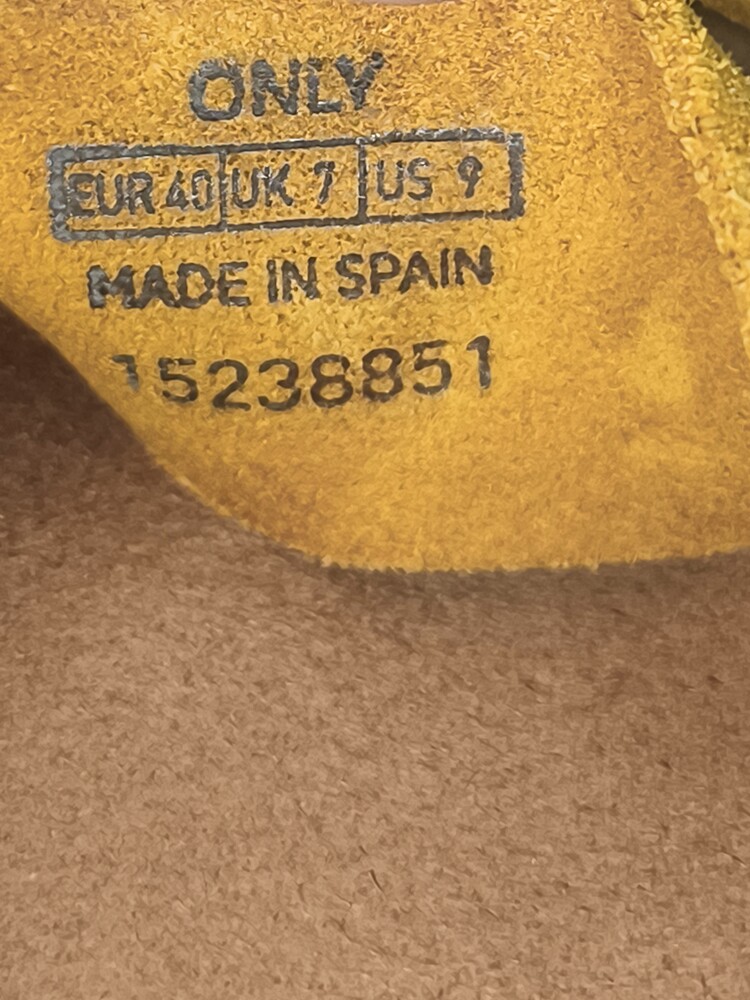 ONLY
EUR 40 UK 7 US 9
MADE IN SPAIN
15238851